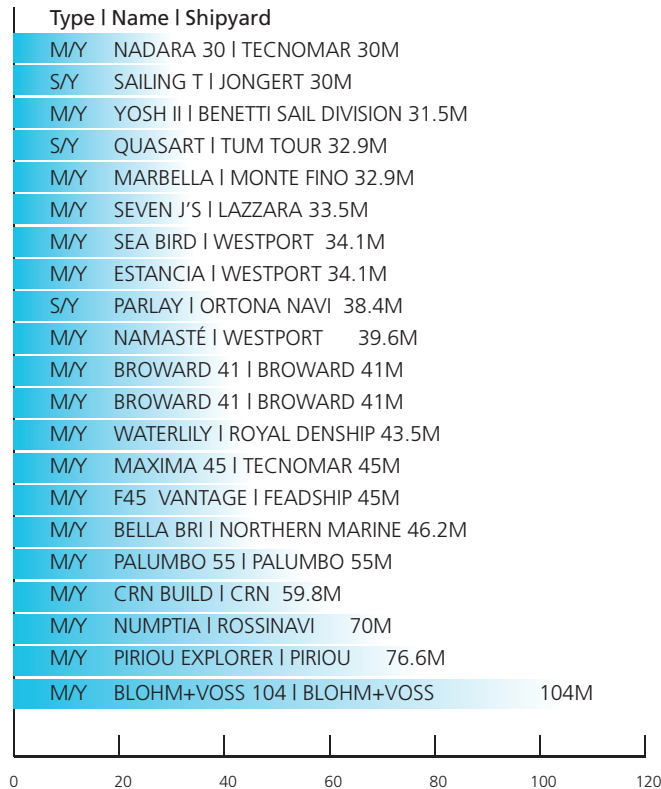 Type l Name l Shipyard
M/Y NADARA 30 l TECNOMAR 30M
S/Y SAILING T l JONGERT 30M
M/Y YOSH II l BENETTI SAIL DIVISION 31.5M
S/Y QUASART l TUM TOUR 32.9M
M/Y MARBELLA l MONTE FINO 32.9M
M/Y SEVEN J'S l LAZZARA 33.5M
M/Y SEA BIRD l WESTPORT 34.1M
M/Y ESTANCIA l WESTPORT 34.1M
S/Y PARLAY l ORTONA NAVI 38.4M
M/Y NAMASTÉ l WESTPORT 39.6M
M/Y BROWARD 41 l BROWARD 41M
M/Y BROWARD 41 l BROWARD 41M
M/Y WATERLILY l ROYAL DENSHIP 43.5M
M/Y MAXIMA 45 l TECNOMAR 45M
M/Y F45 VANTAGE l FEADSHIP 45M
M/Y BELLA BRI l NORTHERN MARINE 46.2M
M/Y PALUMBO 55 l PALUMBO 55M
M/Y CRN BUILD l CRN 59.8M
M/Y NUMPTIA l ROSSINAVI 70M
M/Y PIRIOU EXPLORER l PIRIOU 76.6M
M/Y BLOHM+VOSS 104 l BLOHM+VOSS 104M
0 20 40 60 80 100 120